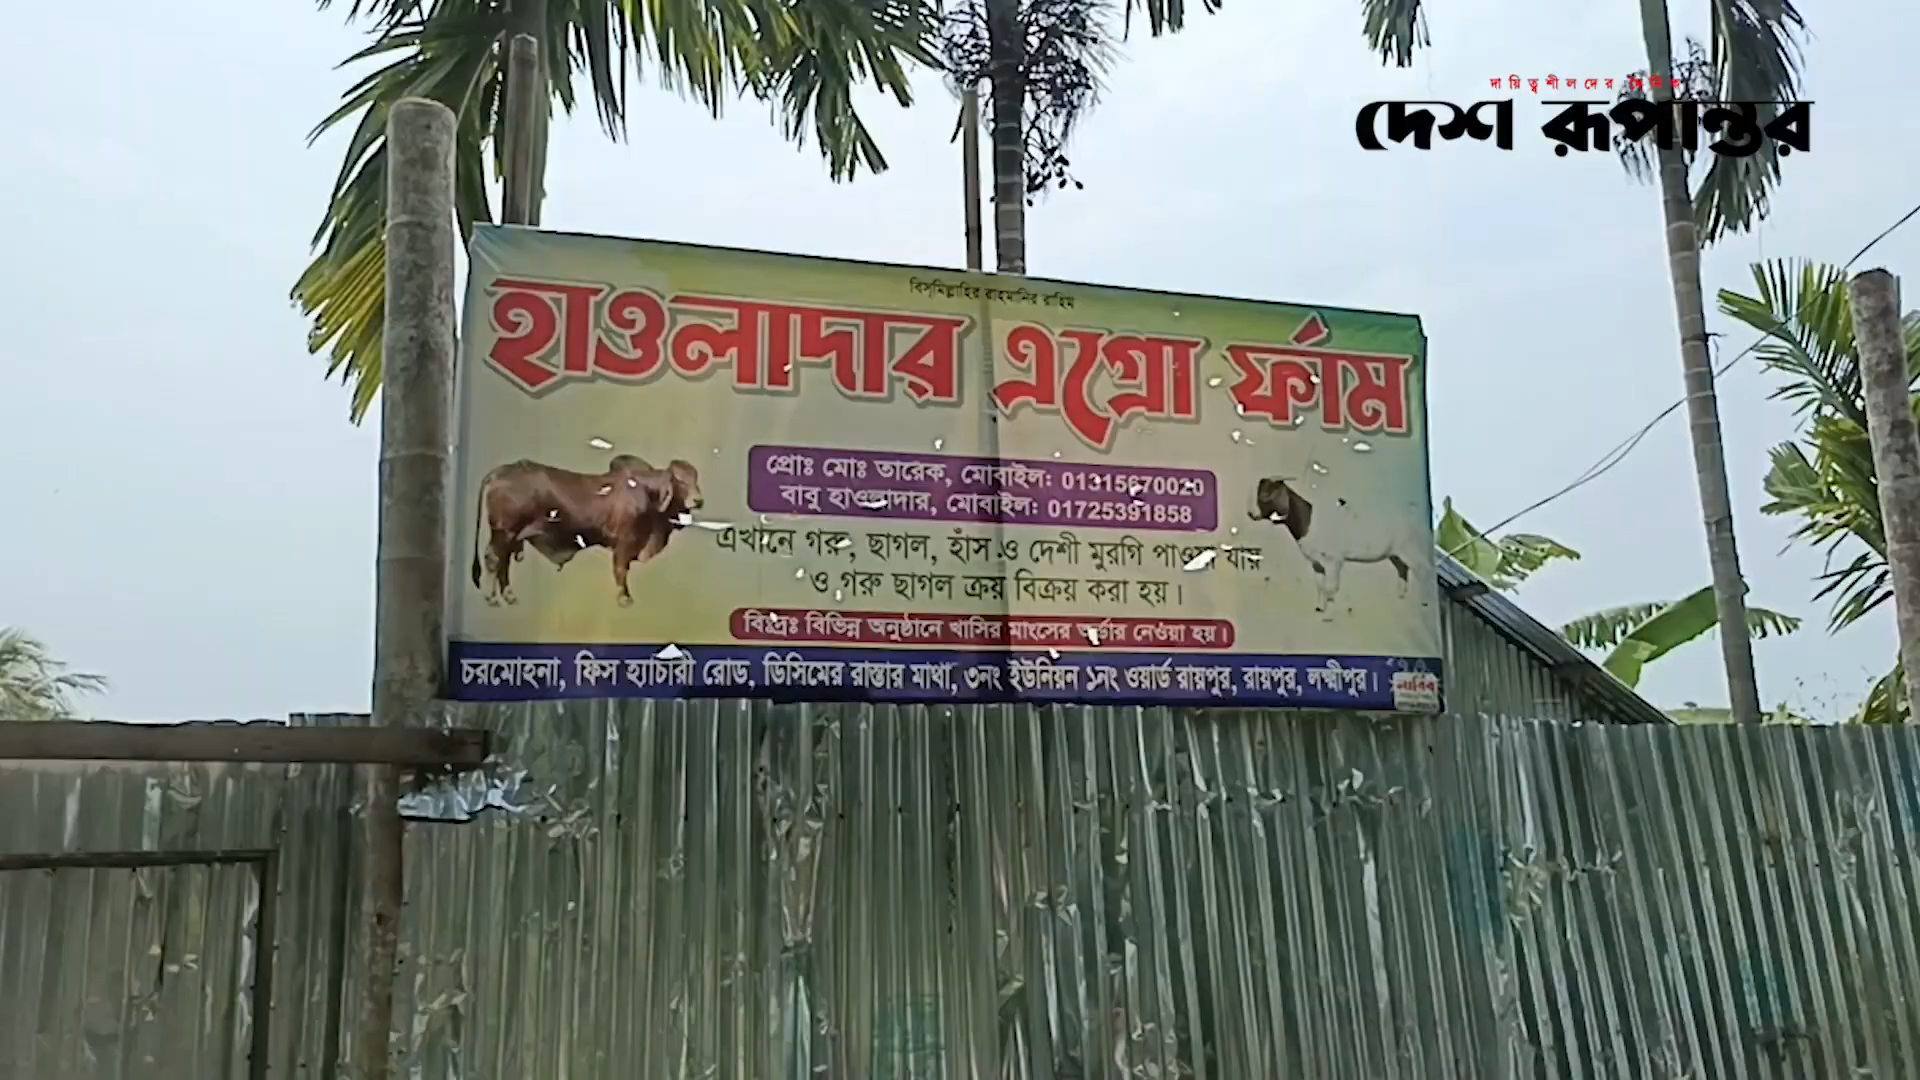 দায়িত্বশীলদের দৈনিক
দেশ রূপান্তর
বিস্‌মিল্লাহির রাহমানির রাহিম
হাওলাদার এগ্রো ফার্ম
প্রোঃ মোঃ তারেক, মোবাইল: 01315670020
বাবু হাওলাদার, মোবাইল: 01725391858
এখানে গরু, ছাগল, হাঁস ও দেশী মুরগি পাওয়া যায়
ও গরু ছাগল ক্রয় বিক্রয় করা হয়।
বিঃদ্রঃ বিভিন্ন অনুষ্ঠানে খাসির মাংসের অর্ডার নেওয়া হয়।
চরমোহনা, ফিস হ্যাচারী রোড, ডিসিমের রাস্তার মাথা, ৩নং ইউনিয়ন ১নং ওয়ার্ড রায়পুর, রায়পুর, লক্ষ্মীপুর।